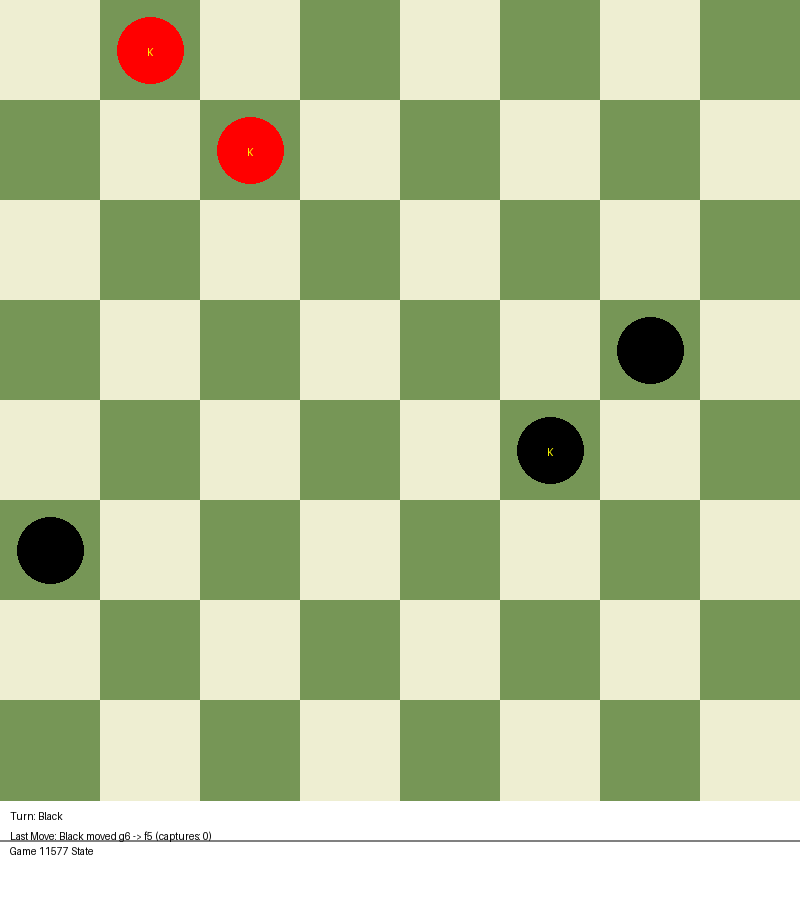 K
K
K
Turn: Black
Last Move: Black moved g6 -> f5 (captures: 0)
Game 11577 State